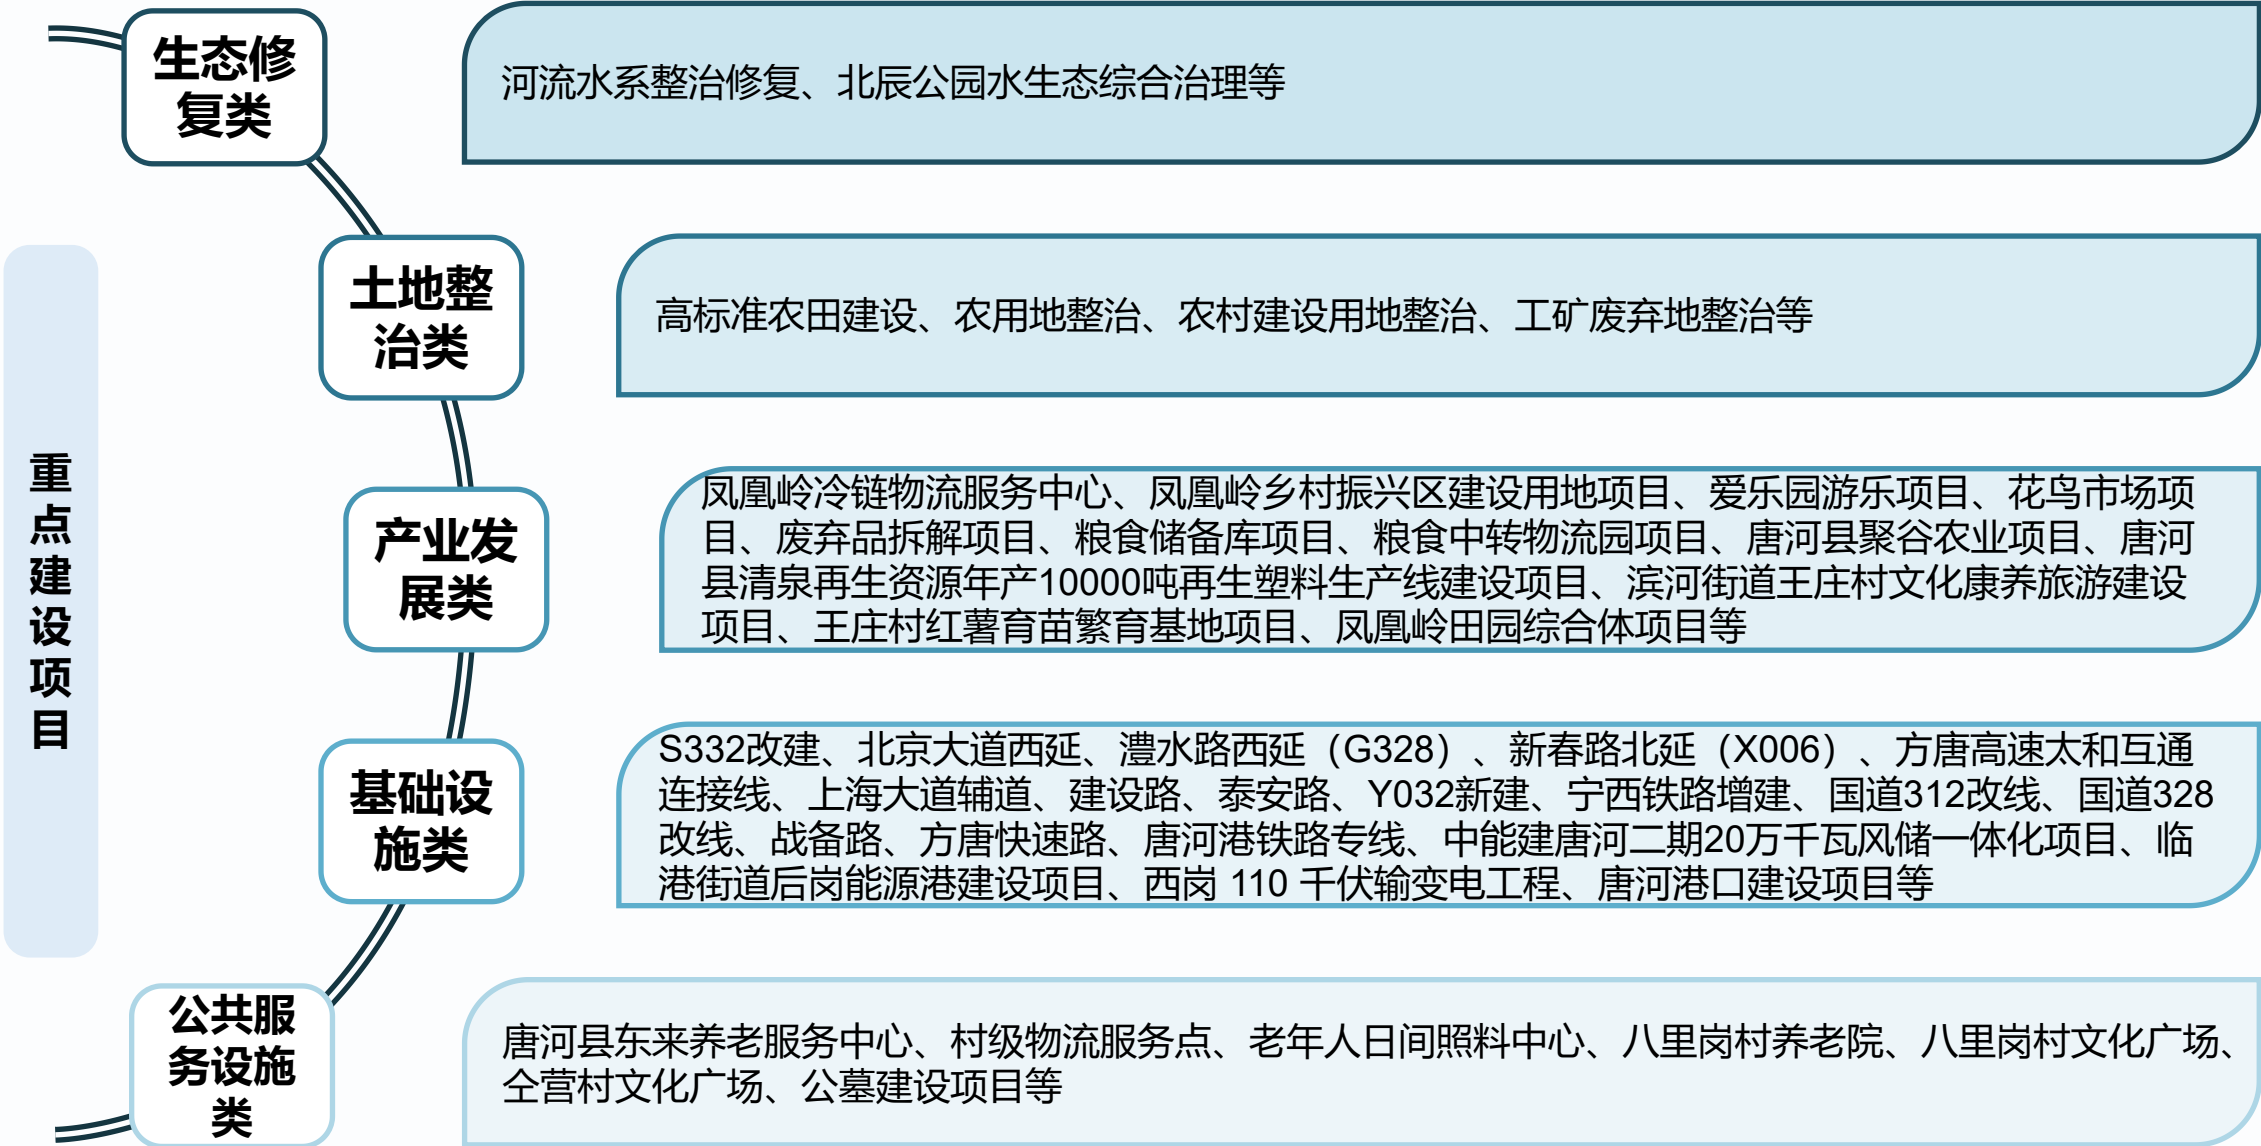 重点建设项目
生态修
复类
河流水系整治修复、北辰公园水生态综合治理等
土地整
治类
高标准农田建设、农用地整治、农村建设用地整治、工矿废弃地整治等
产业发
展类
凤凰岭冷链物流服务中心、凤凰岭乡村振兴区建设用地项目、爱乐园游乐项目、花鸟市场项
目、废弃品拆解项目、粮食储备库项目、粮食中转物流园项目、唐河县聚谷农业项目、唐河
县清泉再生资源年产10000吨再生塑料生产线建设项目、滨河街道王庄村文化康养旅游建设
项目、王庄村红薯育苗繁育基地项目、凤凰岭田园综合体项目等
基础设
施类
S332改建、北京大道西延、澧水路西延（G328）、新春路北延（X006）、方唐高速太和互通
连接线、上海大道辅道、建设路、泰安路、Y032新建、宁西铁路增建、国道312改线、国道328
改线、战备路、方唐快速路、唐河港铁路专线、中能建唐河二期20万千瓦风储一体化项目、临
港街道后岗能源港建设项目、西岗 110 千伏输变电工程、唐河港口建设项目等
公共服
务设施
类
唐河县东来养老服务中心、村级物流服务点、老年人日间照料中心、八里岗村养老院、八里岗村文化广场、
仝营村文化广场、公墓建设项目等